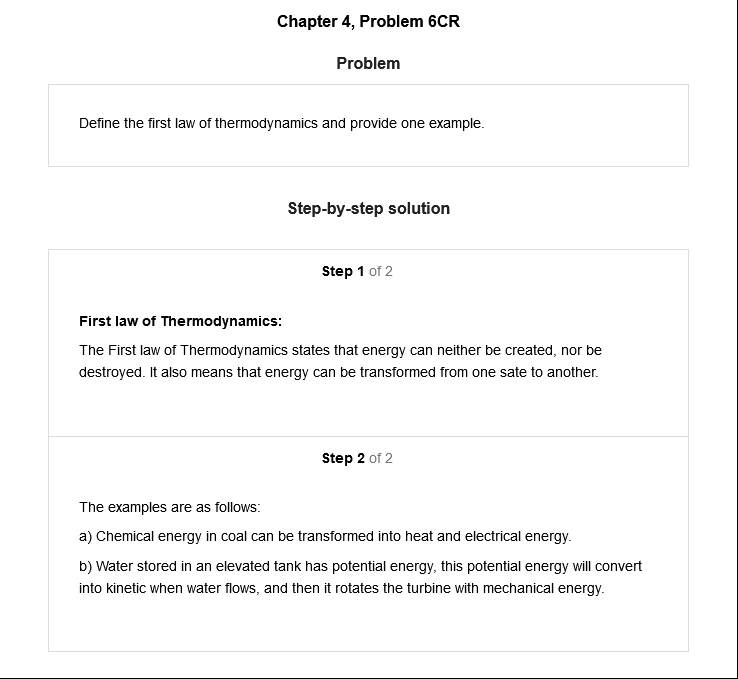 Chapter 4, Problem 6CR
Problem
Define the first law of thermodynamics and provide one example.
Step-by-step solution
Step 1 of 2
First law of Thermodynamics:
The First law of Thermodynamics states that energy can neither be created, nor be
destroyed. It also means that energy can be transformed from one sate to another.
Step 2 of 2
The examples are as follows:
a) Chemical energy in coal can be transformed into heat and electrical energy.
b) Water stored in an elevated tank has potential energy, this potential energy will convert
into kinetic when water flows, and then it rotates the turbine with mechanical energy.